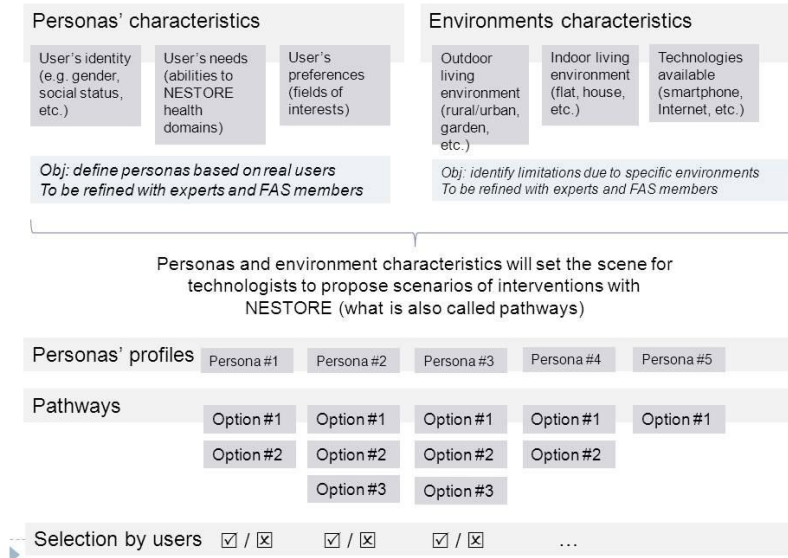 Personas' characteristics
User's identity
(e.g. gender,
social status,
etc.)
User's needs
(abilities to
NESTORE
health
domains)
User's
preferences
(fields of
interests)
Obj: define personas based on real users
To be refined with experts and FAS members
Environments characteristics
Outdoor
living
environment
(rural/urban,
garden,
etc.)
Indoor living
environment
(flat, house,
etc.)
Technologies
available
(smartphone,
Internet, etc.)
Obj: identify limitations due to specific environments
To be refined with experts and FAS members
Personas and environment characteristics will set the scene for
technologists to propose scenarios of interventions with
NESTORE (what is also called pathways)
Personas' profiles Persona #1 Persona #2 Persona #3 Persona #4 Persona #5
Pathways
Option #1 Option #1 Option #1 Option #1 Option #1
Option #2 Option #2 Option #2 Option #2
Option #3 Option #3
Selection by users ☑ / ☒ ☑ / ☒ ☑ / ☒ ...